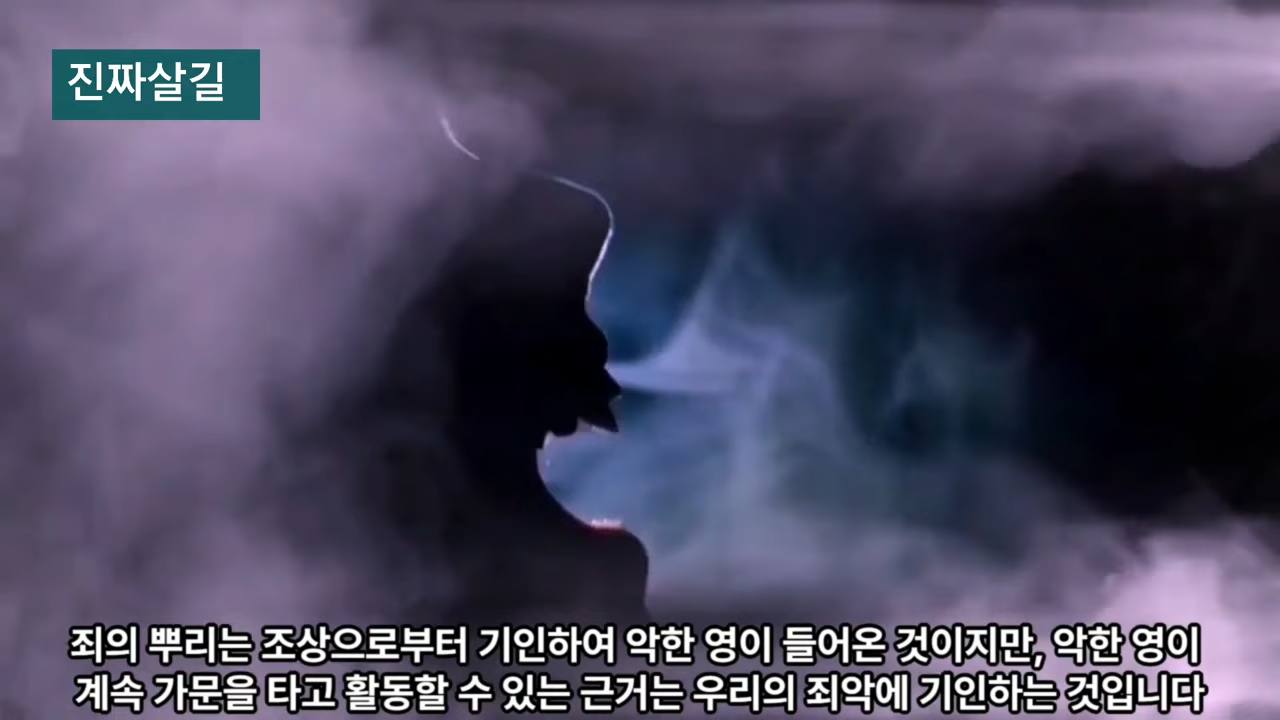 진짜살길
죄의 뿌리는 조상으로부터 기인하여 악한 영이 들어온 것이지만, 악한 영이
계속 가문을 타고 활동할 수 있는 근거는 우리의 죄악에 기인하는 것입니다